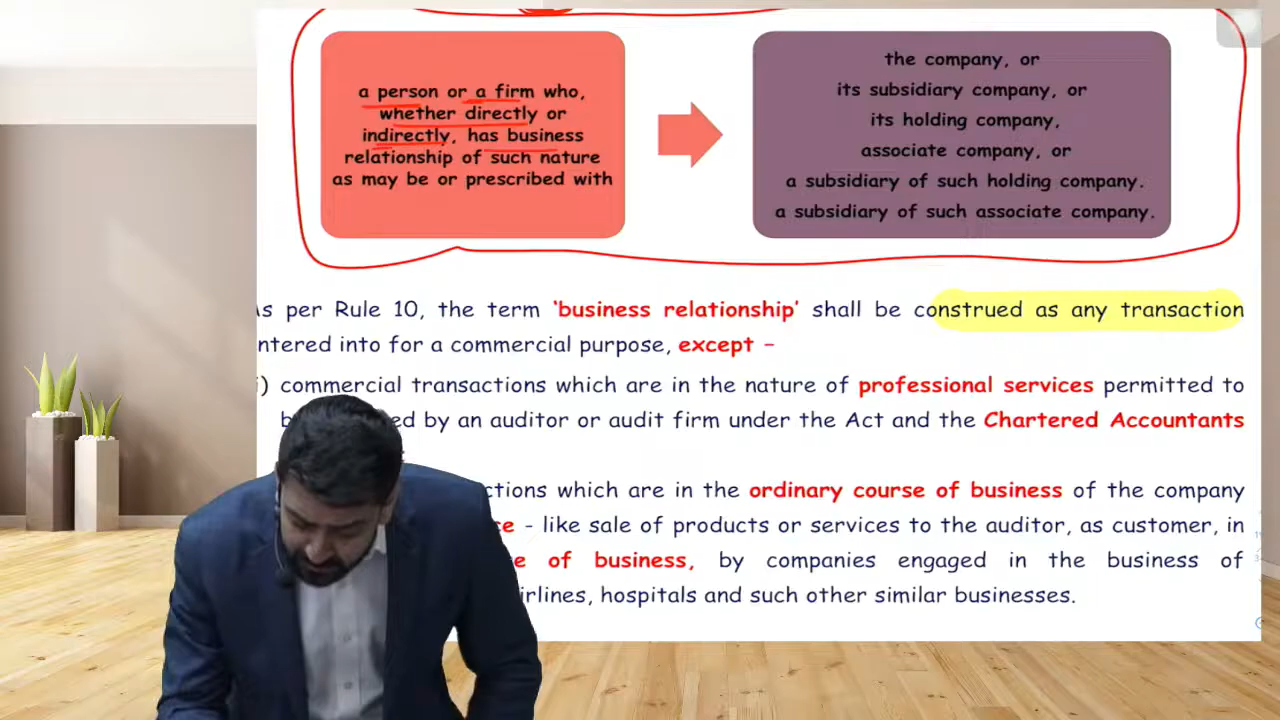 a person or a firm who,
whether directly or
indirectly, has business
relationship of such nature
as may be or prescribed with
the company, or
its subsidiary company, or
its holding company,
associate company, or
a subsidiary of such holding company.
a subsidiary of such associate company.
As per Rule 10, the term ‘business relationship’ shall be construed as any transaction
ntered into for a commercial purpose, except –
i) commercial transactions which are in the nature of professional services permitted to
ed by an auditor or audit firm under the Act and the Chartered Accountants
ctions which are in the ordinary course of business of the company
ce - like sale of products or services to the auditor, as customer, in
e of business, by companies engaged in the business of
irlines, hospitals and such other similar businesses.